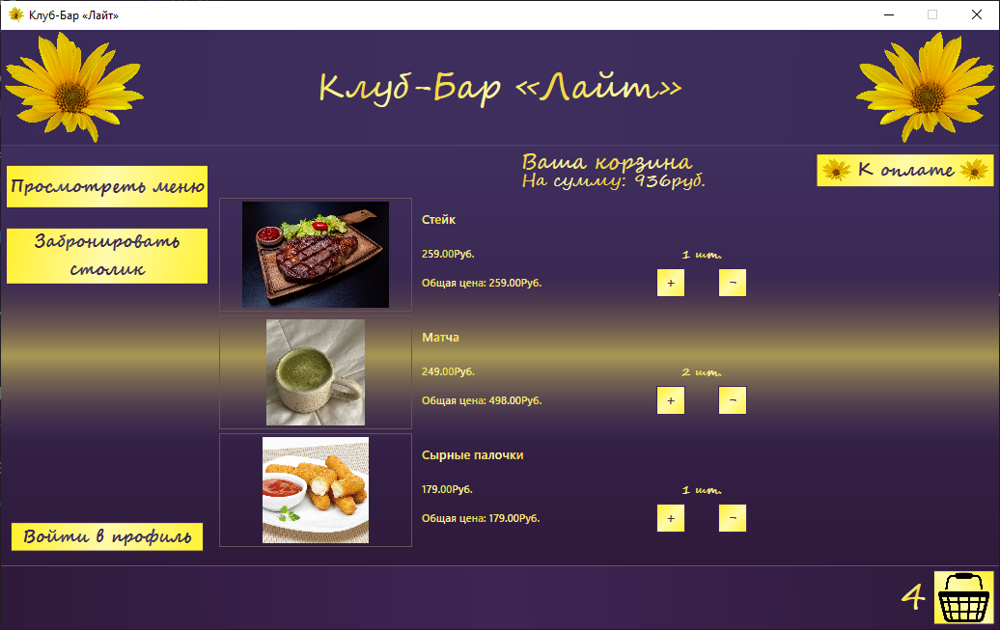 Клуб-Бар «Лайт»
Клуб-Бар «Лайт»
Просмотреть меню
Забронировать
столик
Войти в профиль
Ваша корзина
На сумму: 936руб.
К оплате
Стейк
259.00Руб.
1 шт.
Общая цена: 259.00Руб.
+
-
Матча
249.00Руб.
2 шт.
Общая цена: 498.00Руб.
+
-
Сырные палочки
179.00Руб.
1 шт.
Общая цена: 179.00Руб.
+
-
4